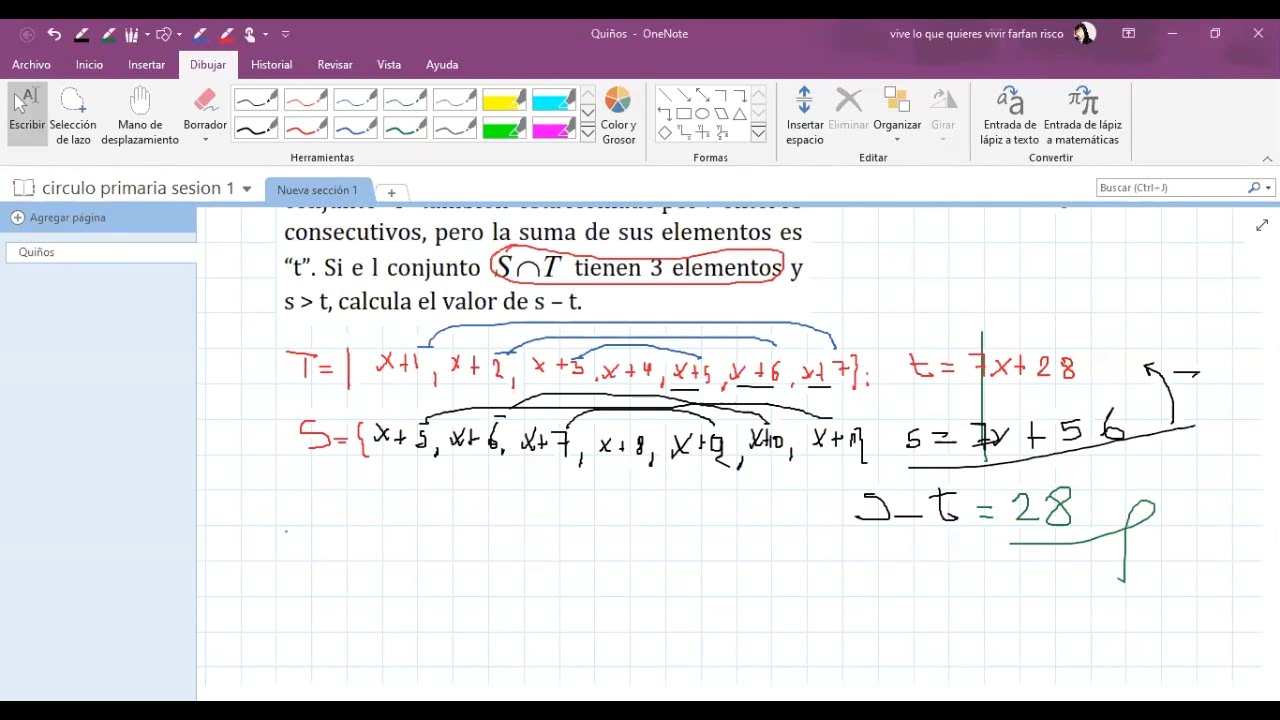 Quiños - OneNote
vive lo que quieres vivir farfan risco
Archivo Inicio Insertar Dibujar Historial Revisar Vista Ayuda
Escribir Selección de lazo Mano de desplazamiento Borrador Color y Grosor Insertar espacio Eliminar Organizar Girar Entrada de lápiz a texto Entrada de lápiz a matemáticas
Herramientas Formas Editar Convertir
circulo primaria sesion 1 Nueva sección 1 Buscar (Ctrl+J)
Agregar página
Quiños
consecutivos, pero la suma de sus elementos es
“t”. Si e l conjunto S∩T tienen 3 elementos y
s > t, calcula el valor de s – t.
T={ x+1, x+2, x+3, x+4, x+5, x+6, x+7}: t = 7x+28
S={x+5, x+6, x+7, x+8, x+9, x+10, x+11} s = 7x+56
s – t = 28